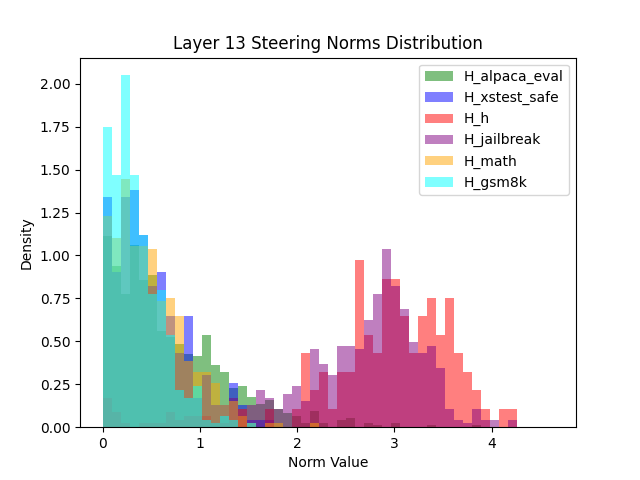 Layer 13 Steering Norms Distribution
H_alpaca_eval
H_xstest_safe
H_h
H_jailbreak
H_math
H_gsm8k
2.00
1.75
1.50
1.25
1.00
0.75
0.50
0.25
0.00
Density
0 1 2 3 4
Norm Value